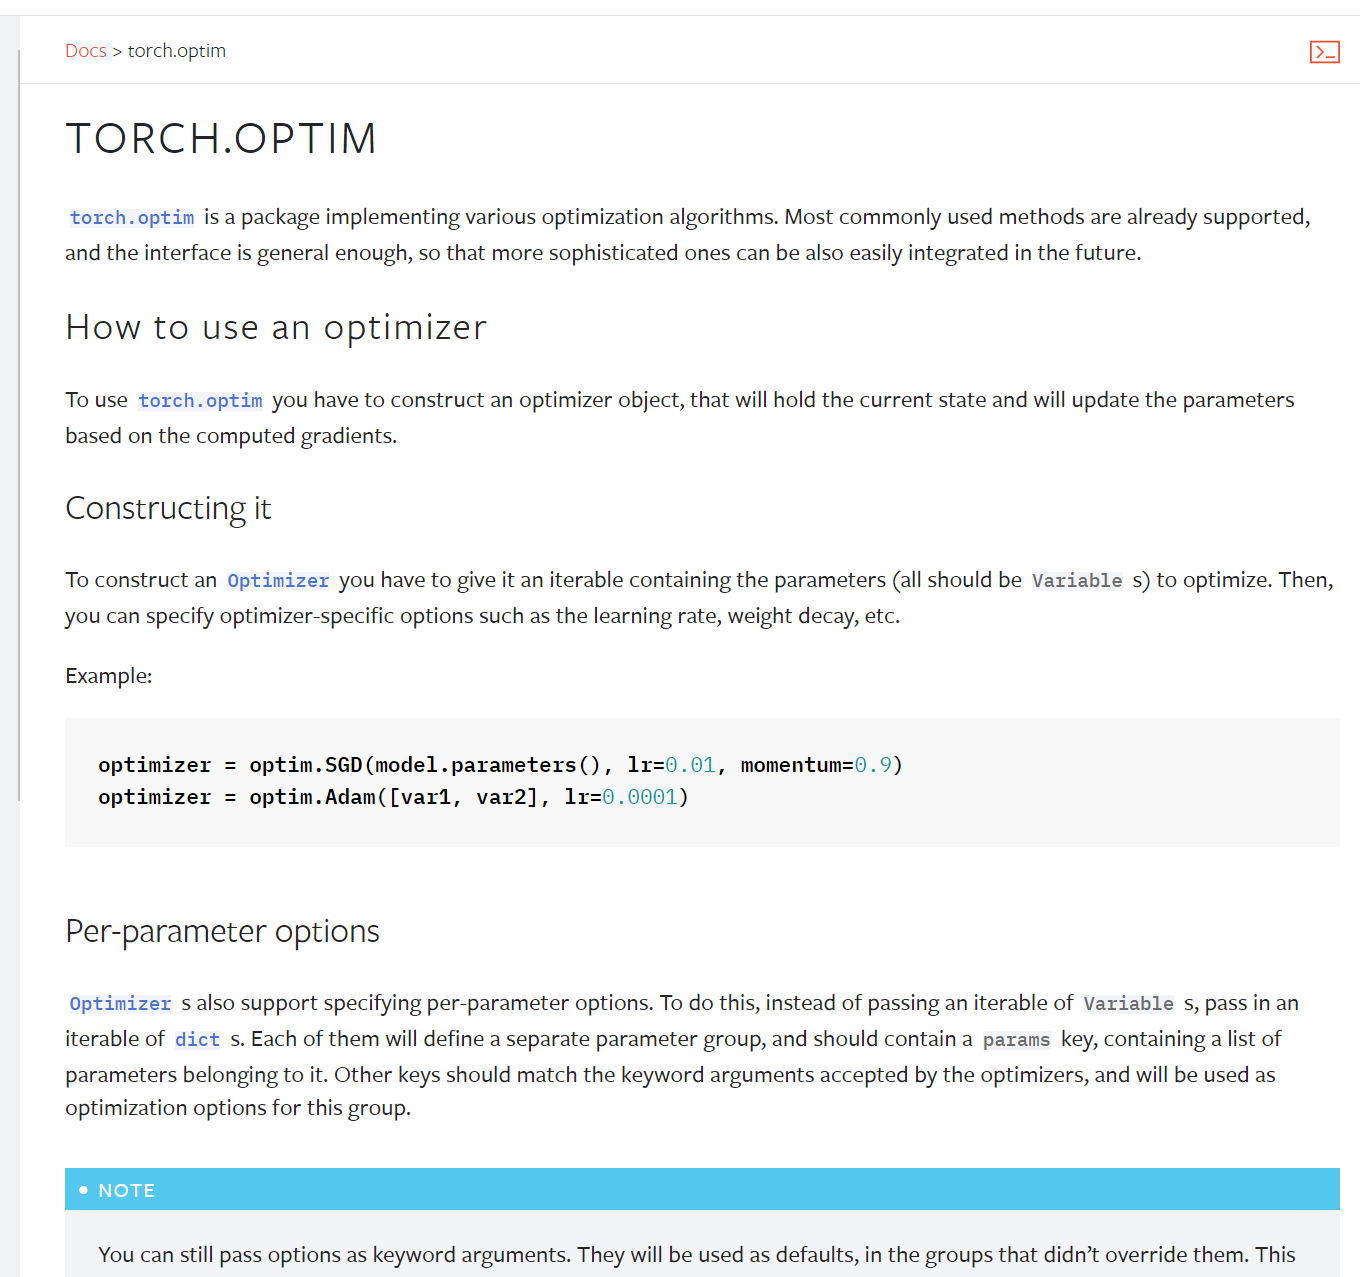 Docs > torch.optim
TORCH.OPTIM
torch.optim is a package implementing various optimization algorithms. Most commonly used methods are already supported,
and the interface is general enough, so that more sophisticated ones can be also easily integrated in the future.
How to use an optimizer
To use torch.optim you have to construct an optimizer object, that will hold the current state and will update the parameters
based on the computed gradients.
Constructing it
To construct an Optimizer you have to give it an iterable containing the parameters (all should be Variable s) to optimize. Then,
you can specify optimizer-specific options such as the learning rate, weight decay, etc.
Example:
optimizer = optim.SGD(model.parameters(), lr=0.01, momentum=0.9)
optimizer = optim.Adam([var1, var2], lr=0.0001)
Per-parameter options
Optimizer s also support specifying per-parameter options. To do this, instead of passing an iterable of Variable s, pass in an
iterable of dict s. Each of them will define a separate parameter group, and should contain a params key, containing a list of
parameters belonging to it. Other keys should match the keyword arguments accepted by the optimizers, and will be used as
optimization options for this group.
NOTE
You can still pass options as keyword arguments. They will be used as defaults, in the groups that didn’t override them. This